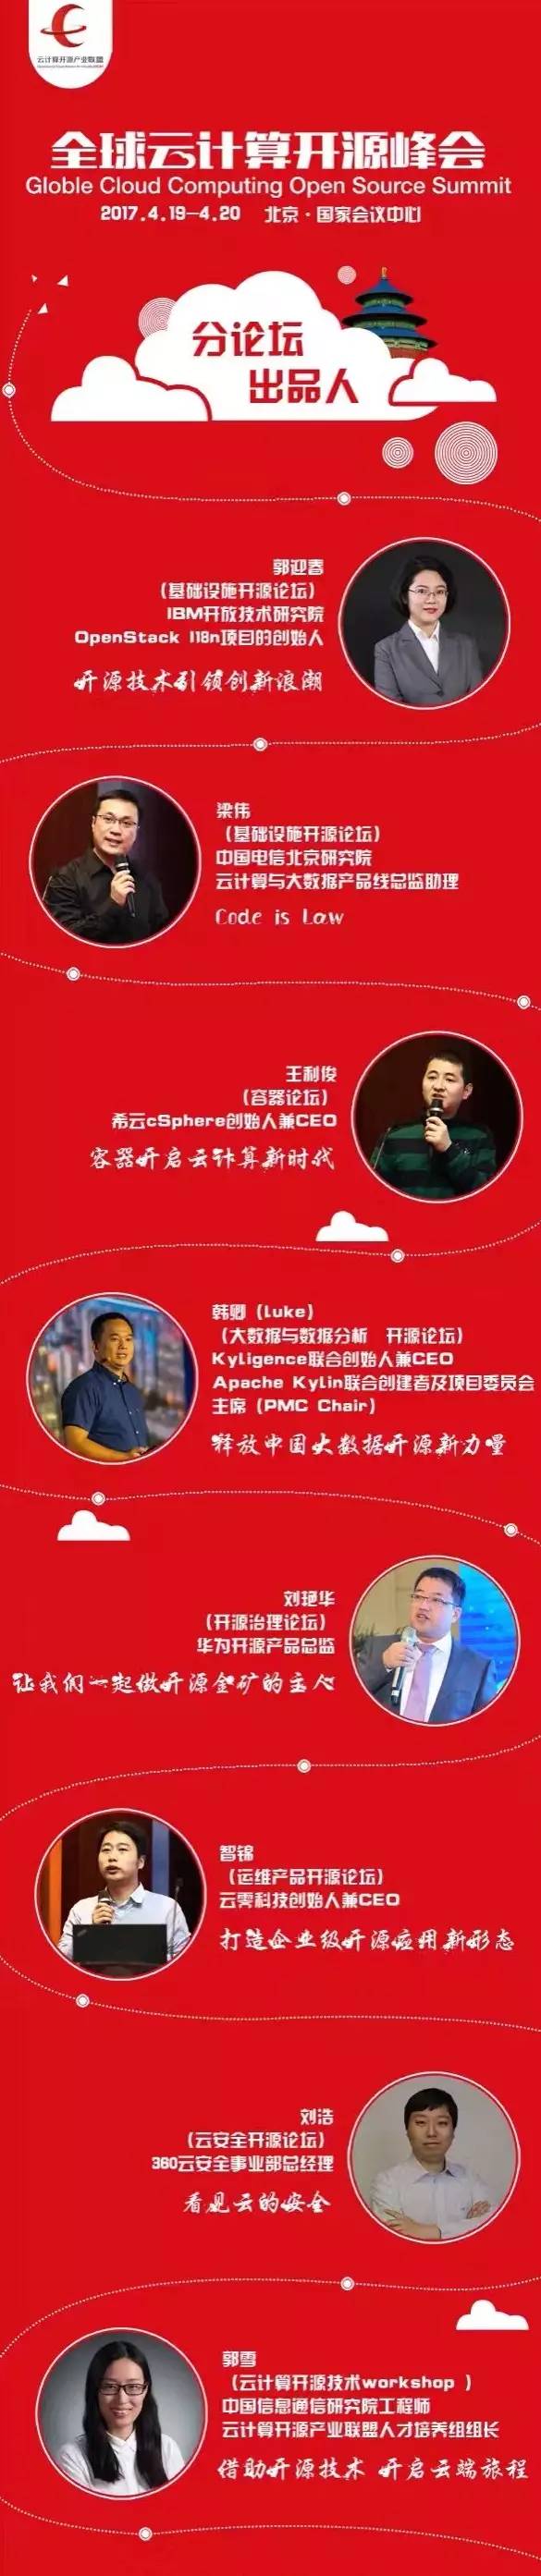 云计算开源产业联盟
全球云计算开源峰会
Globle Cloud Computing Open Source Summit
2017.4.19—4.20 北京·国家会议中心
分论坛
出品人
郭迎春
（基础设施开源论坛）
IBM开放技术研究院
OpenStack I18n项目的创始人
开源技术引领创新浪潮
梁伟
（基础设施开源论坛）
中国电信北京研究院
云计算与大数据产品线总监助理
Code is Law
王利俊
（容器论坛）
希云cSphere创始人兼CEO
容器开启云计算新时代
韩卿（luke）
（大数据与数据分析 开源论坛）
Kyligence联合创始人兼CEO
Apache Kylin联合创建者及项目委员会
主席（PMC Chair）
释放中国大数据开源新力量
刘艳华
（开源治理论坛）
华为开源产品总监
让我们一起做开源金矿的主人
智锦
（运维产品开源论坛）
云霁科技创始人兼CEO
打造企业级开源应用新形态
刘浩
（云安全开源论坛）
360云安全事业部总经理
看见云的安全
郭雪
（云计算开源技术workshop ）
中国信息通信研究院工程师
云计算开源产业联盟人才培养组组长
借助开源技术 开启云端旅程